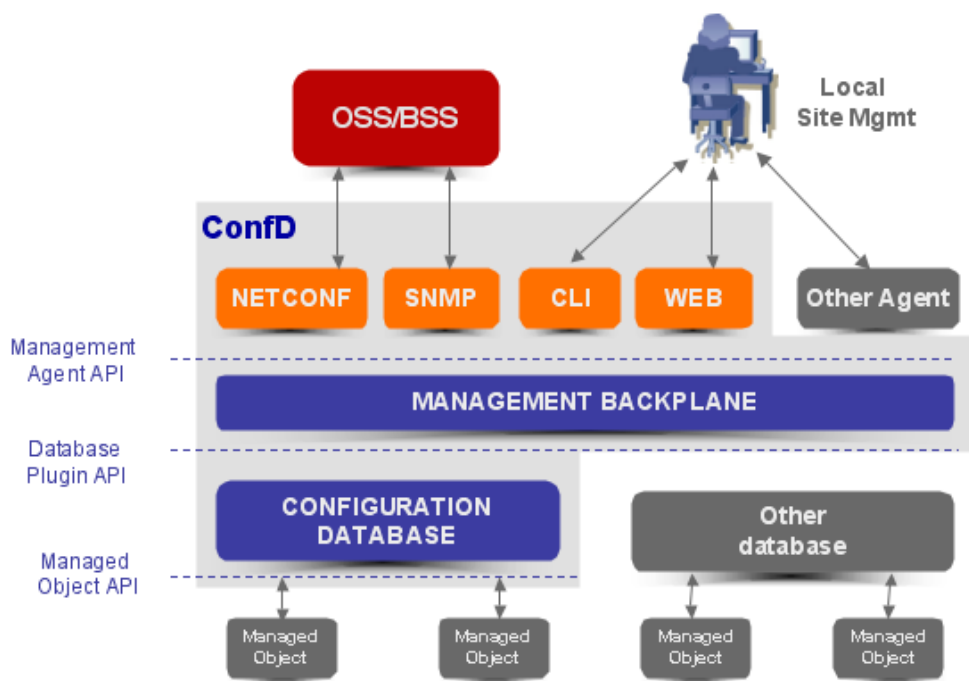 OSS/BSS
Local
Site Mgmt
ConfD
NETCONF
SNMP
CLI
WEB
Other Agent
Management
Agent API
MANAGEMENT BACKPLANE
Database
Plugin API
CONFIGURATION
DATABASE
Other
database
Managed
Object API
Managed
Object
Managed
Object
Managed
Object
Managed
Object